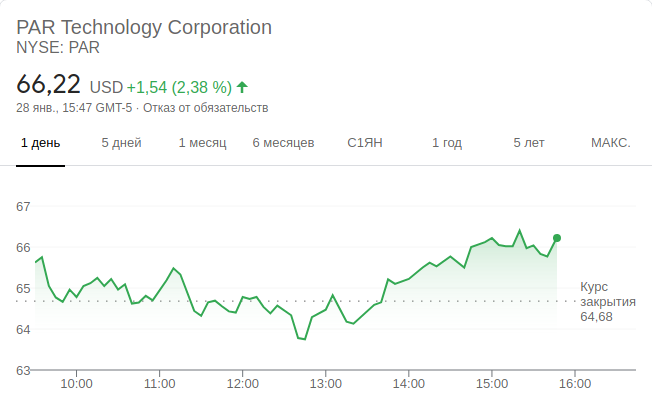 PAR Technology Corporation
NYSE: PAR
66,22 USD +1,54 (2,38 %)
28 янв., 15:47 GMT-5 · Отказ от обязательств
1 день 5 дней 1 месяц 6 месяцев С1ЯН 1 год 5 лет МАКС.
67
66
65
64
63
Курс
закрытия
64,68
10:00 11:00 12:00 13:00 14:00 15:00 16:00